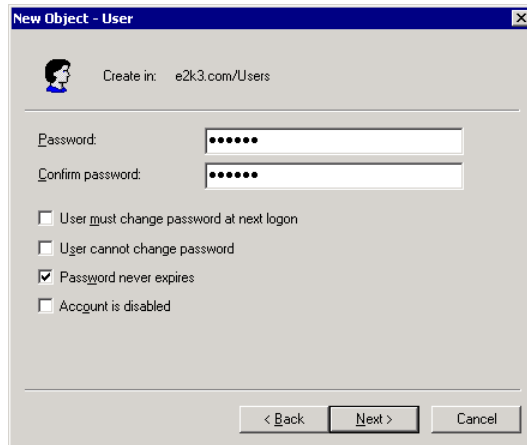 New Object - User
Create in: e2k3.com/Users
Password: ••••••
Confirm password: ••••••
User must change password at next logon
User cannot change password
Password never expires
Account is disabled
< Back Next > Cancel